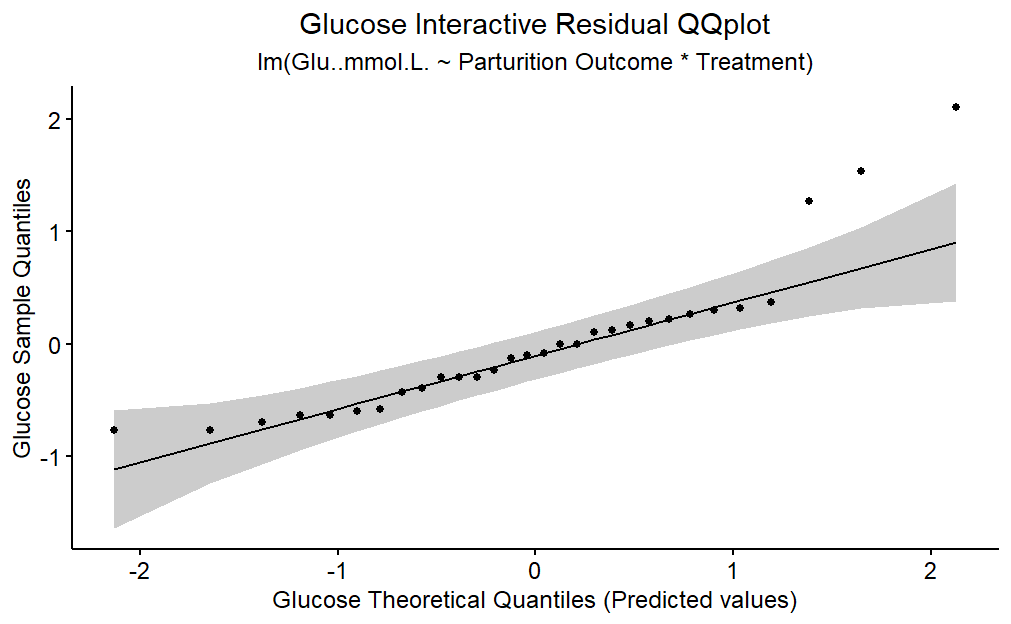 Glucose Interactive Residual QQplot
lm(Glu..mmol.L. ~ Parturition Outcome * Treatment)
Glucose Sample Quantiles
2
1
0
-1
-2
-1
0
1
2
Glucose Theoretical Quantiles (Predicted values)